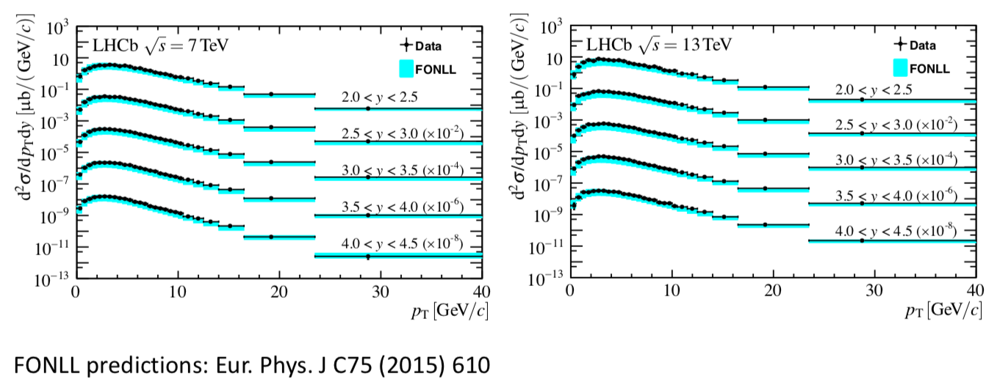 d²σ/dp_T dy [μb/(GeV/c)]
10³
10
10⁻¹
10⁻³
10⁻⁵
10⁻⁷
10⁻⁹
10⁻¹¹
10⁻¹³
LHCb √s = 7 TeV
Data
FONLL
2.0 < y < 2.5
2.5 < y < 3.0 (×10⁻²)
3.0 < y < 3.5 (×10⁻⁴)
3.5 < y < 4.0 (×10⁻⁶)
4.0 < y < 4.5 (×10⁻⁸)
0 10 20 30 40
p_T [GeV/c]
d²σ/dp_T dy [μb/(GeV/c)]
10³
10
10⁻¹
10⁻³
10⁻⁵
10⁻⁷
10⁻⁹
10⁻¹¹
10⁻¹³
LHCb √s = 13 TeV
Data
FONLL
2.0 < y < 2.5
2.5 < y < 3.0 (×10⁻²)
3.0 < y < 3.5 (×10⁻⁴)
3.5 < y < 4.0 (×10⁻⁶)
4.0 < y < 4.5 (×10⁻⁸)
0 10 20 30 40
p_T [GeV/c]
FONLL predictions: Eur. Phys. J C75 (2015) 610